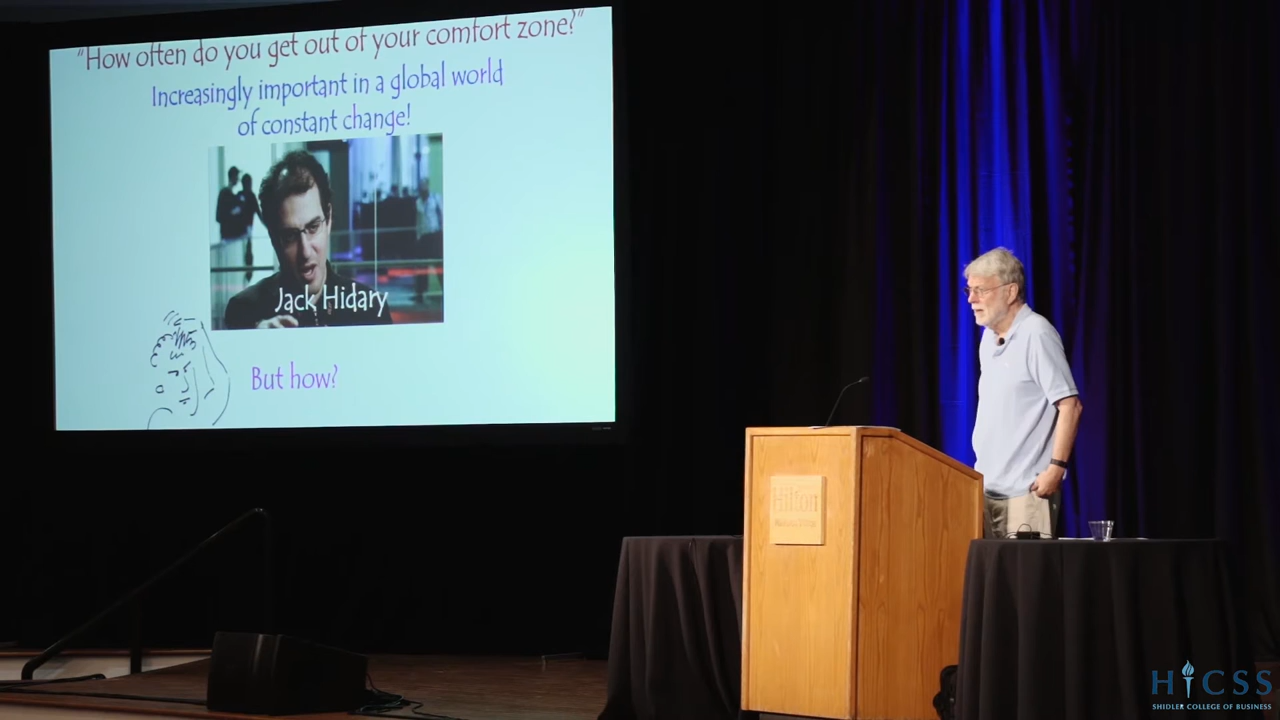 "How often do you get out of your comfort zone?"
Increasingly important in a global world
of constant change!
Jack Hidary
But how?
Hilton
HICSS
SHIDLER COLLEGE OF BUSINESS